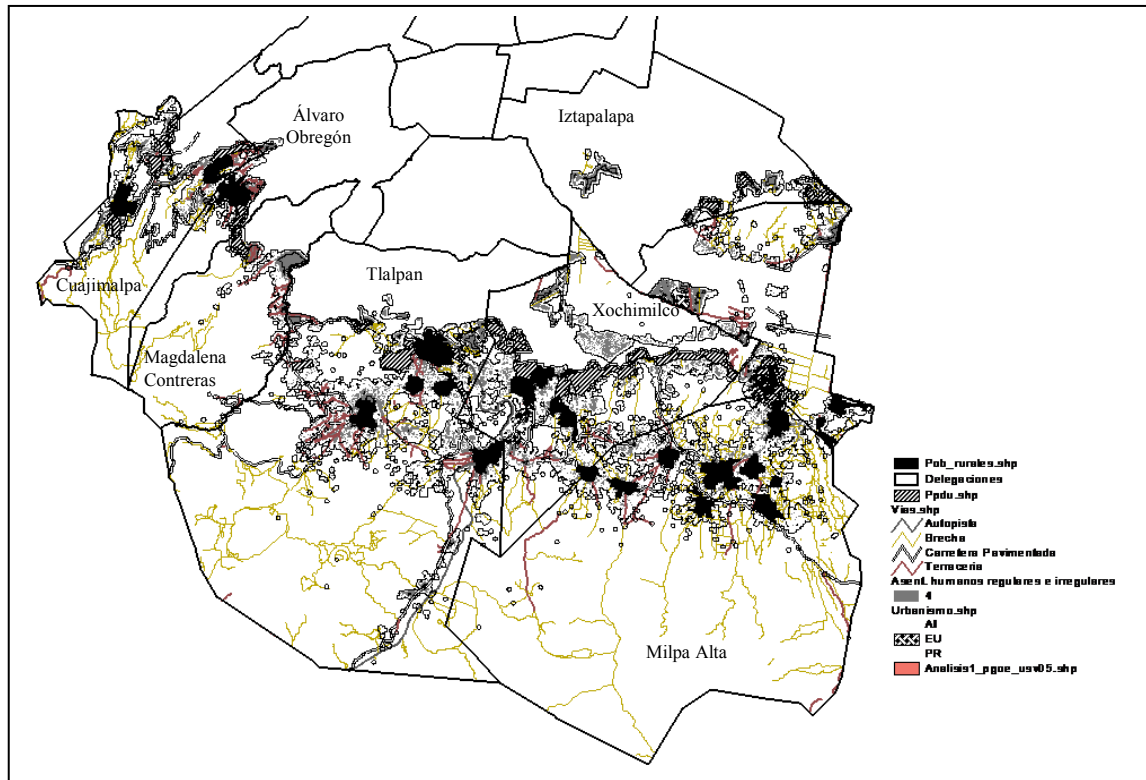 Álvaro
Obregón
Iztapalapa
Cuajimalpa
Tlalpan
Xochimilco
Magdalena
Contreras
Milpa Alta
Pob_rurales.shp
Delegaciones
Ppdu.shp
Vias.shp
Autopista
Brecha
Carretera Pavimentada
Terraceria
Asent. humanos regulares e irregulares
4
Urbanismo.shp
AI
EU
PR
Analisis1_pgoe_usv05.shp